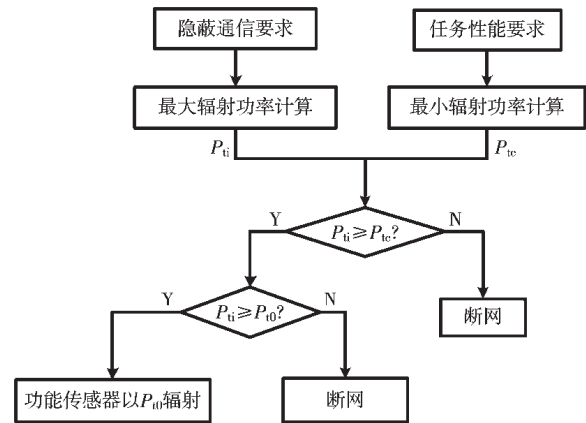 隐蔽通信要求
任务性能要求
最大辐射功率计算
最小辐射功率计算
Pti
Ptc
Y
Pti≥Ptc?
N
Y
Pti≥Pt0?
N
断网
功能传感器以Pt0辐射
断网